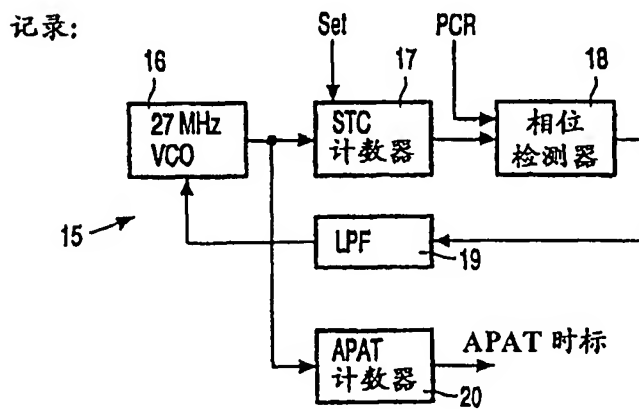 记录:
Set
PCR
16
17
18
27 MHz
VCO
STC
计数器
相位
检测器
15
LPF
19
APAT
计数器
20
APAT 时标